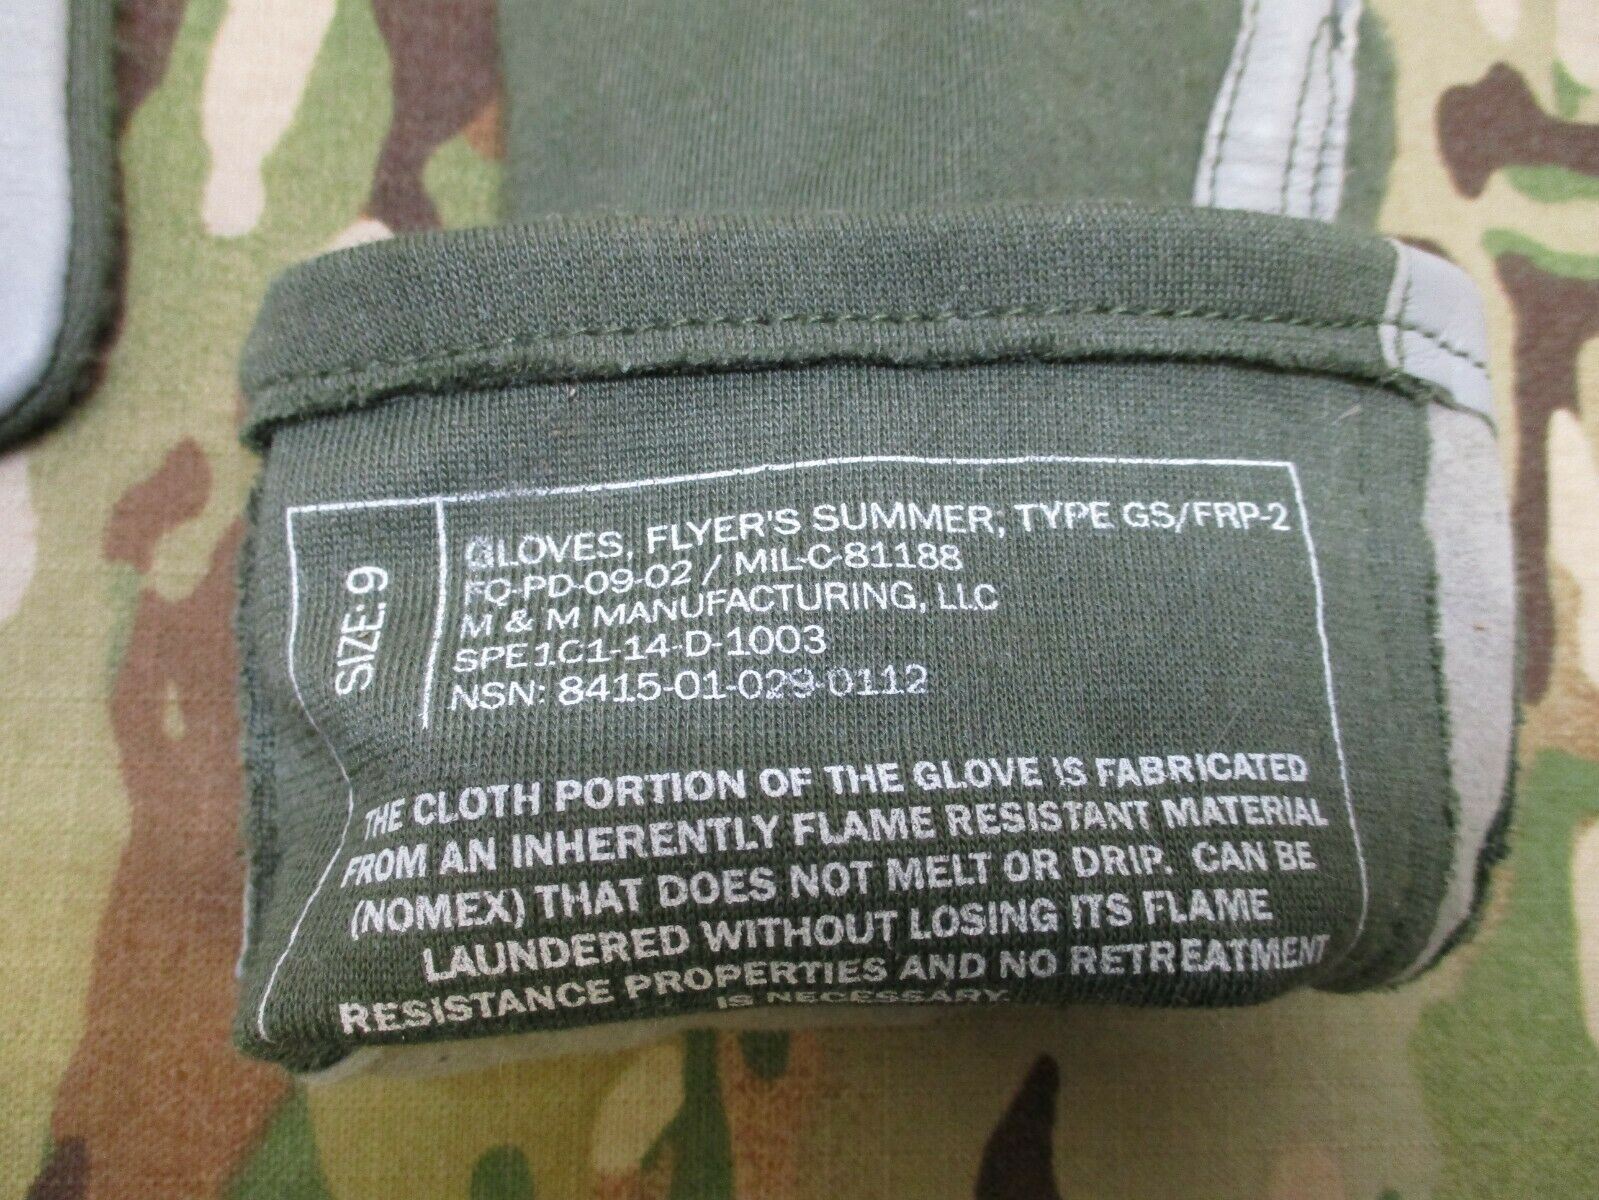 SIZE: 9
GLOVES, FLYER'S SUMMER; TYPE GS/FRP-2
FQ-PD-09-02 / MIL-C-81188
M & M MANUFACTURING, LLC
SPE1C1-14-D-1003
NSN: 8415-01-029-0112
THE CLOTH PORTION OF THE GLOVE IS FABRICATED
FROM AN INHERENTLY FLAME RESISTANT MATERIAL
(NOMEX) THAT DOES NOT MELT OR DRIP. CAN BE
LAUNDERED WITHOUT LOSING ITS FLAME
RESISTANCE PROPERTIES AND NO RETREATMENT
IS NECESSARY.